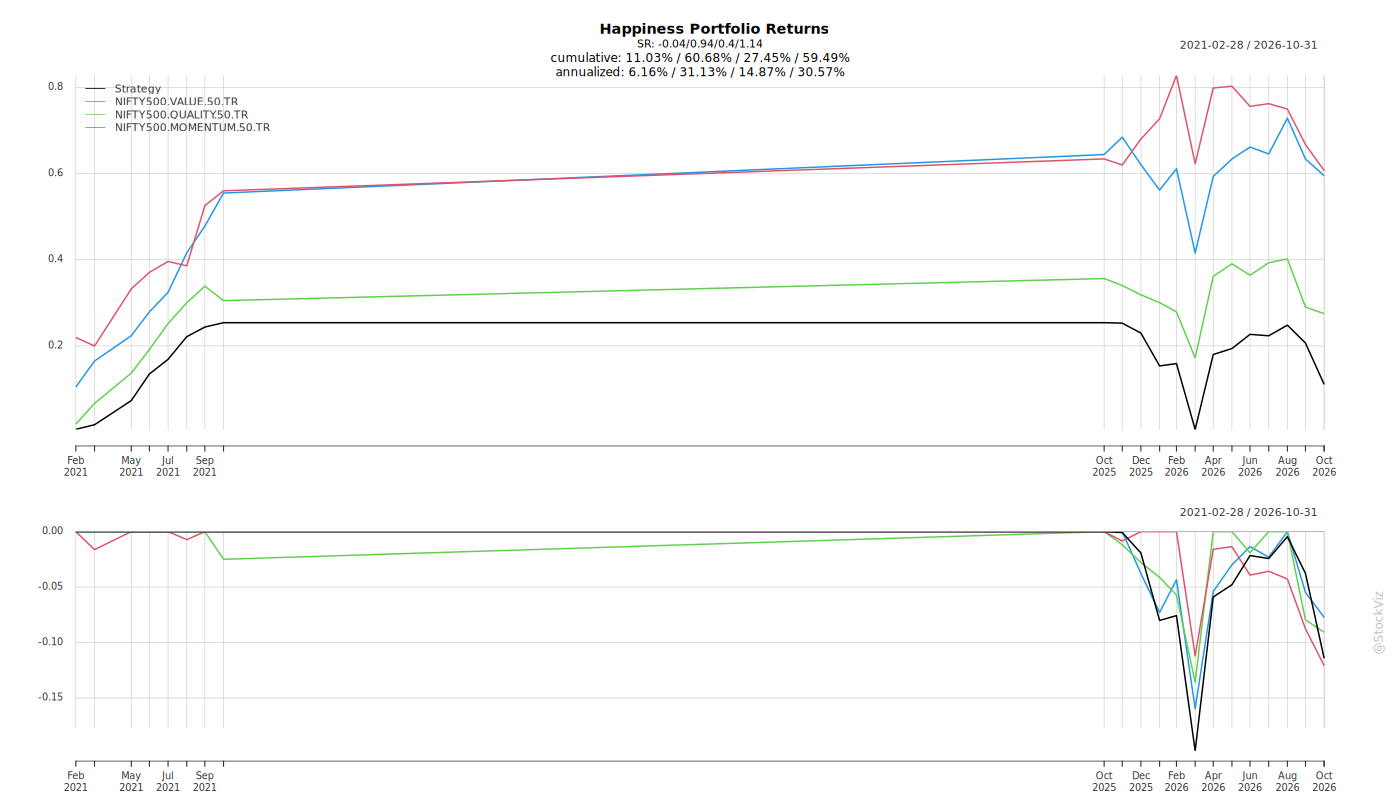 Happiness Portfolio Returns
SR: -0.04/0.94/0.4/1.14
cumulative: 11.03% / 60.68% / 27.45% / 59.49%
annualized: 6.16% / 31.13% / 14.87% / 30.57%
2021-02-28 / 2026-10-31
Strategy
NIFTY500.VALUE.50.TR
NIFTY500.QUALITY.50.TR
NIFTY500.MOMENTUM.50.TR
0.8
0.6
0.4
0.2
Feb 2021
May 2021
Jul 2021
Sep 2021
Oct 2025
Dec 2025
Feb 2026
Apr 2026
Jun 2026
Aug 2026
Oct 2026
2021-02-28 / 2026-10-31
0.00
-0.05
-0.10
-0.15
Feb 2021
May 2021
Jul 2021
Sep 2021
Oct 2025
Dec 2025
Feb 2026
Apr 2026
Jun 2026
Aug 2026
Oct 2026
@StockViz